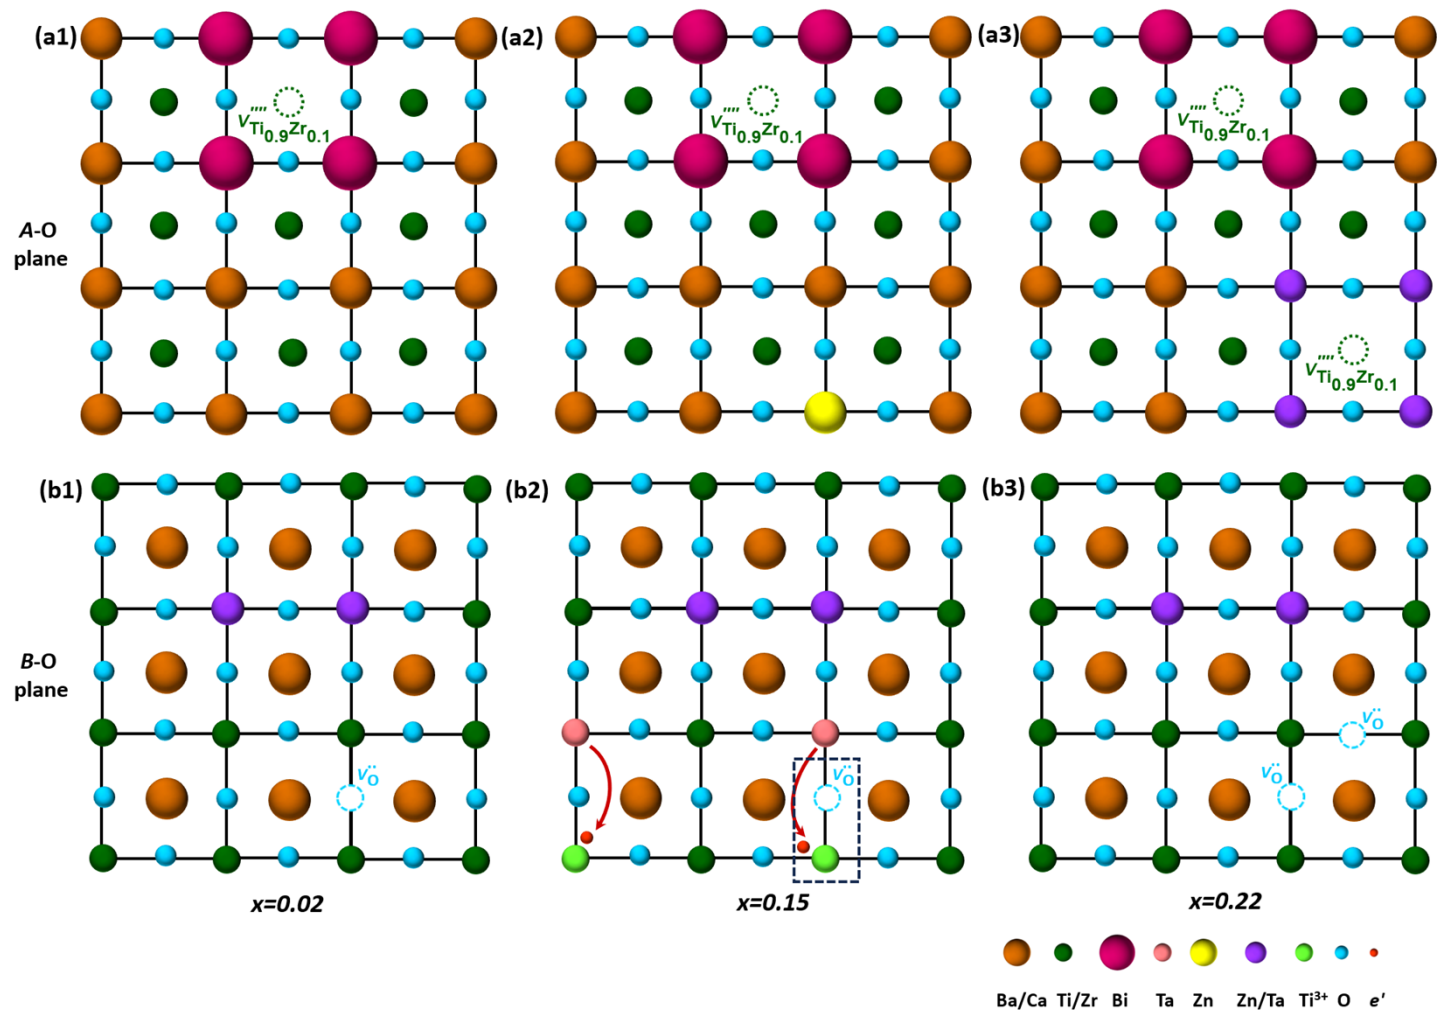 (a1)
(a2)
(a3)
V''''Ti0.9Zr0.1
V''''Ti0.9Zr0.1
V''''Ti0.9Zr0.1
A-O
plane
V''''Ti0.9Zr0.1
(b1)
(b2)
(b3)
B-O
plane
V¨O
V¨O
V¨O
V¨O
x=0.02
x=0.15
x=0.22
Ba/Ca Ti/Zr Bi Ta Zn Zn/Ta Ti3+ O e'